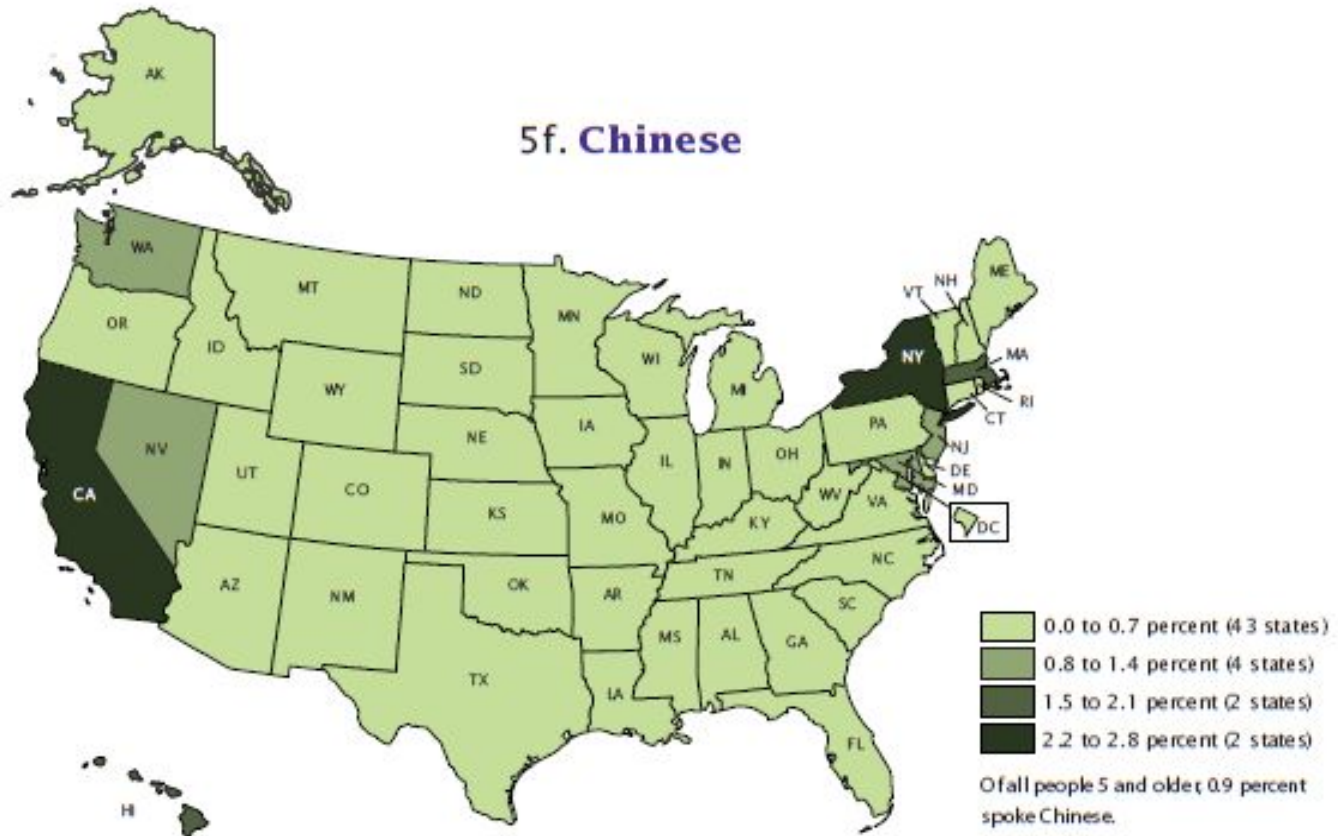 AK
5f. Chinese
WA
MT
ND
MN
VT
NH
ME
OR
ID
SD
WI
NY
MA
WY
MI
RI
CT
IA
PA
NE
NV
NJ
OH
IL
IN
UT
DE
CA
CO
MD
WV
KS
MO
VA
KY
DC
NC
TN
OK
AZ
NM
AR
SC
MS
AL
GA
TX
LA
FL
HI
0.0 to 0.7 percent (43 states)
0.8 to 1.4 percent (4 states)
1.5 to 2.1 percent (2 states)
2.2 to 2.8 percent (2 states)
Of all people 5 and older, 0.9 percent
spoke Chinese.